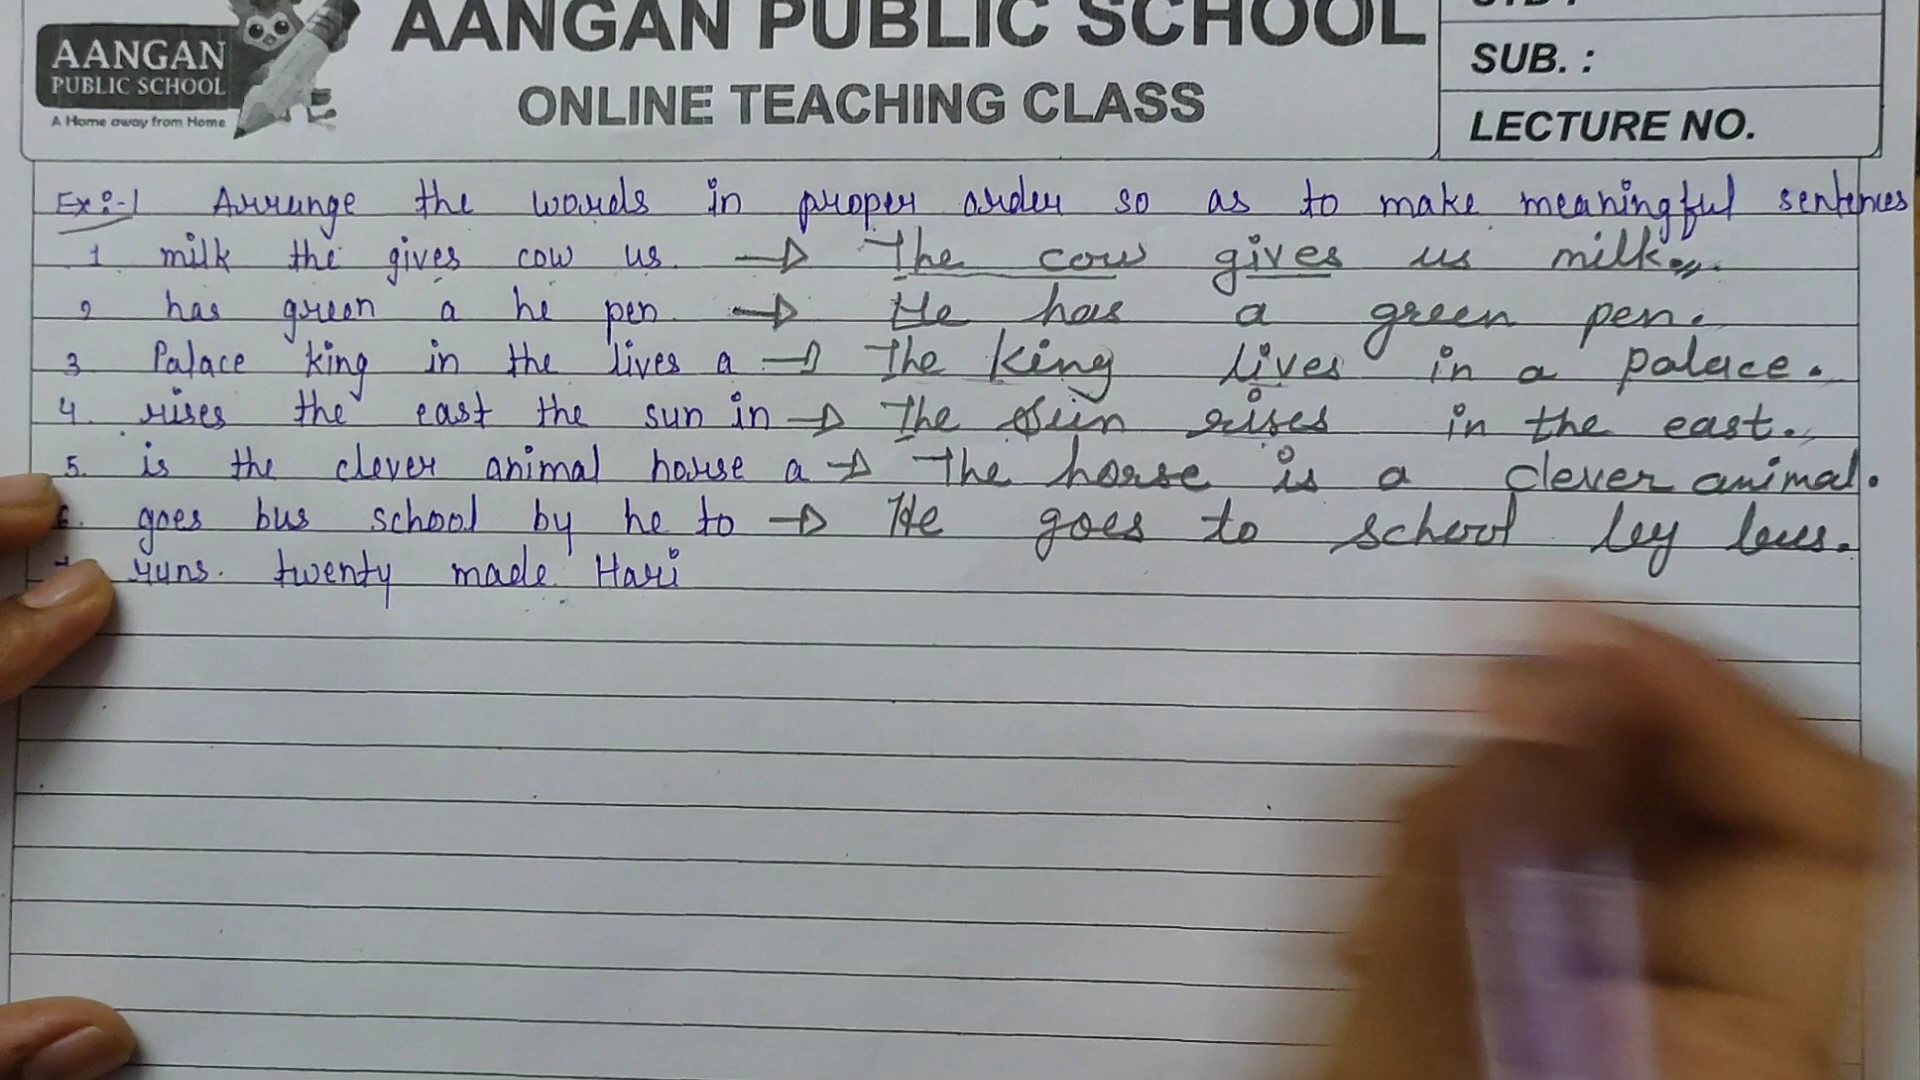 AANGAN
PUBLIC SCHOOL
A Home away from Home
AANGAN PUBLIC SCHOOL
ONLINE TEACHING CLASS
SUB. :
LECTURE NO.
Ex:-1 Arrange the words in proper order so as to make meaningful sentences
1 milk the gives cow us → The cow gives us milk.
2 has green a he pen → He has a green pen.
3 Palace king in the lives a → The king lives in a palace.
4. rises the east the sun in → The Sun rises in the east.
5. is the clever animal horse a → The horse is a clever animal.
6. goes bus school by he to → He goes to school by bus.
runs. twenty made Hari